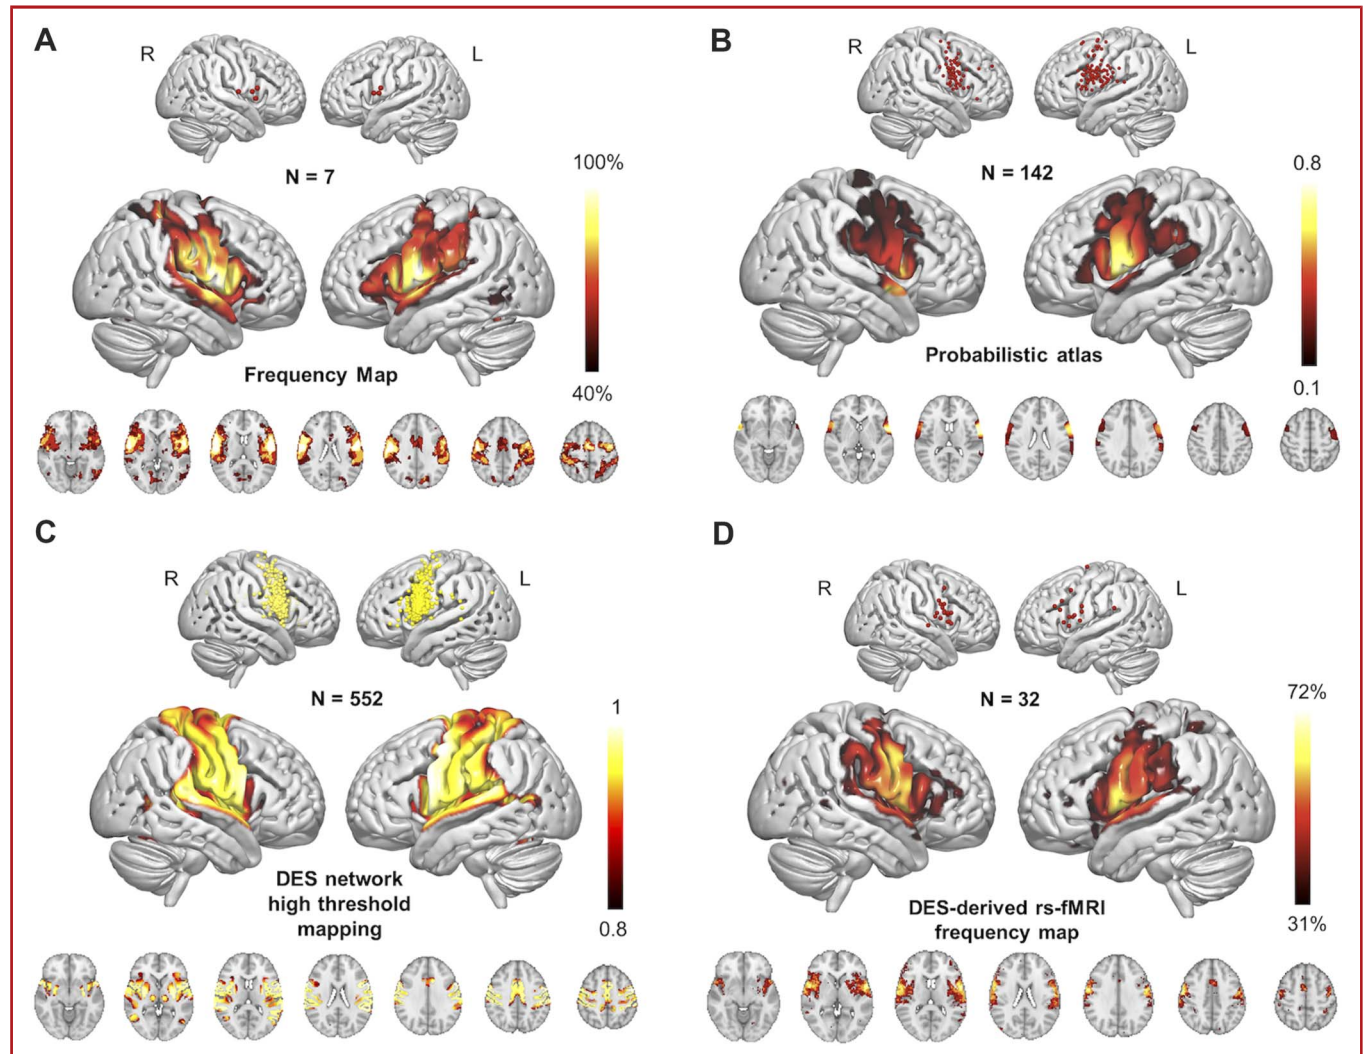 A
R
L
N = 7
100%
Frequency Map
40%
B
R
L
N = 142
0.8
Probabilistic atlas
0.1
C
R
L
N = 552
1
DES network
high threshold
mapping
0.8
D
R
L
N = 32
72%
DES-derived rs-fMRI
frequency map
31%